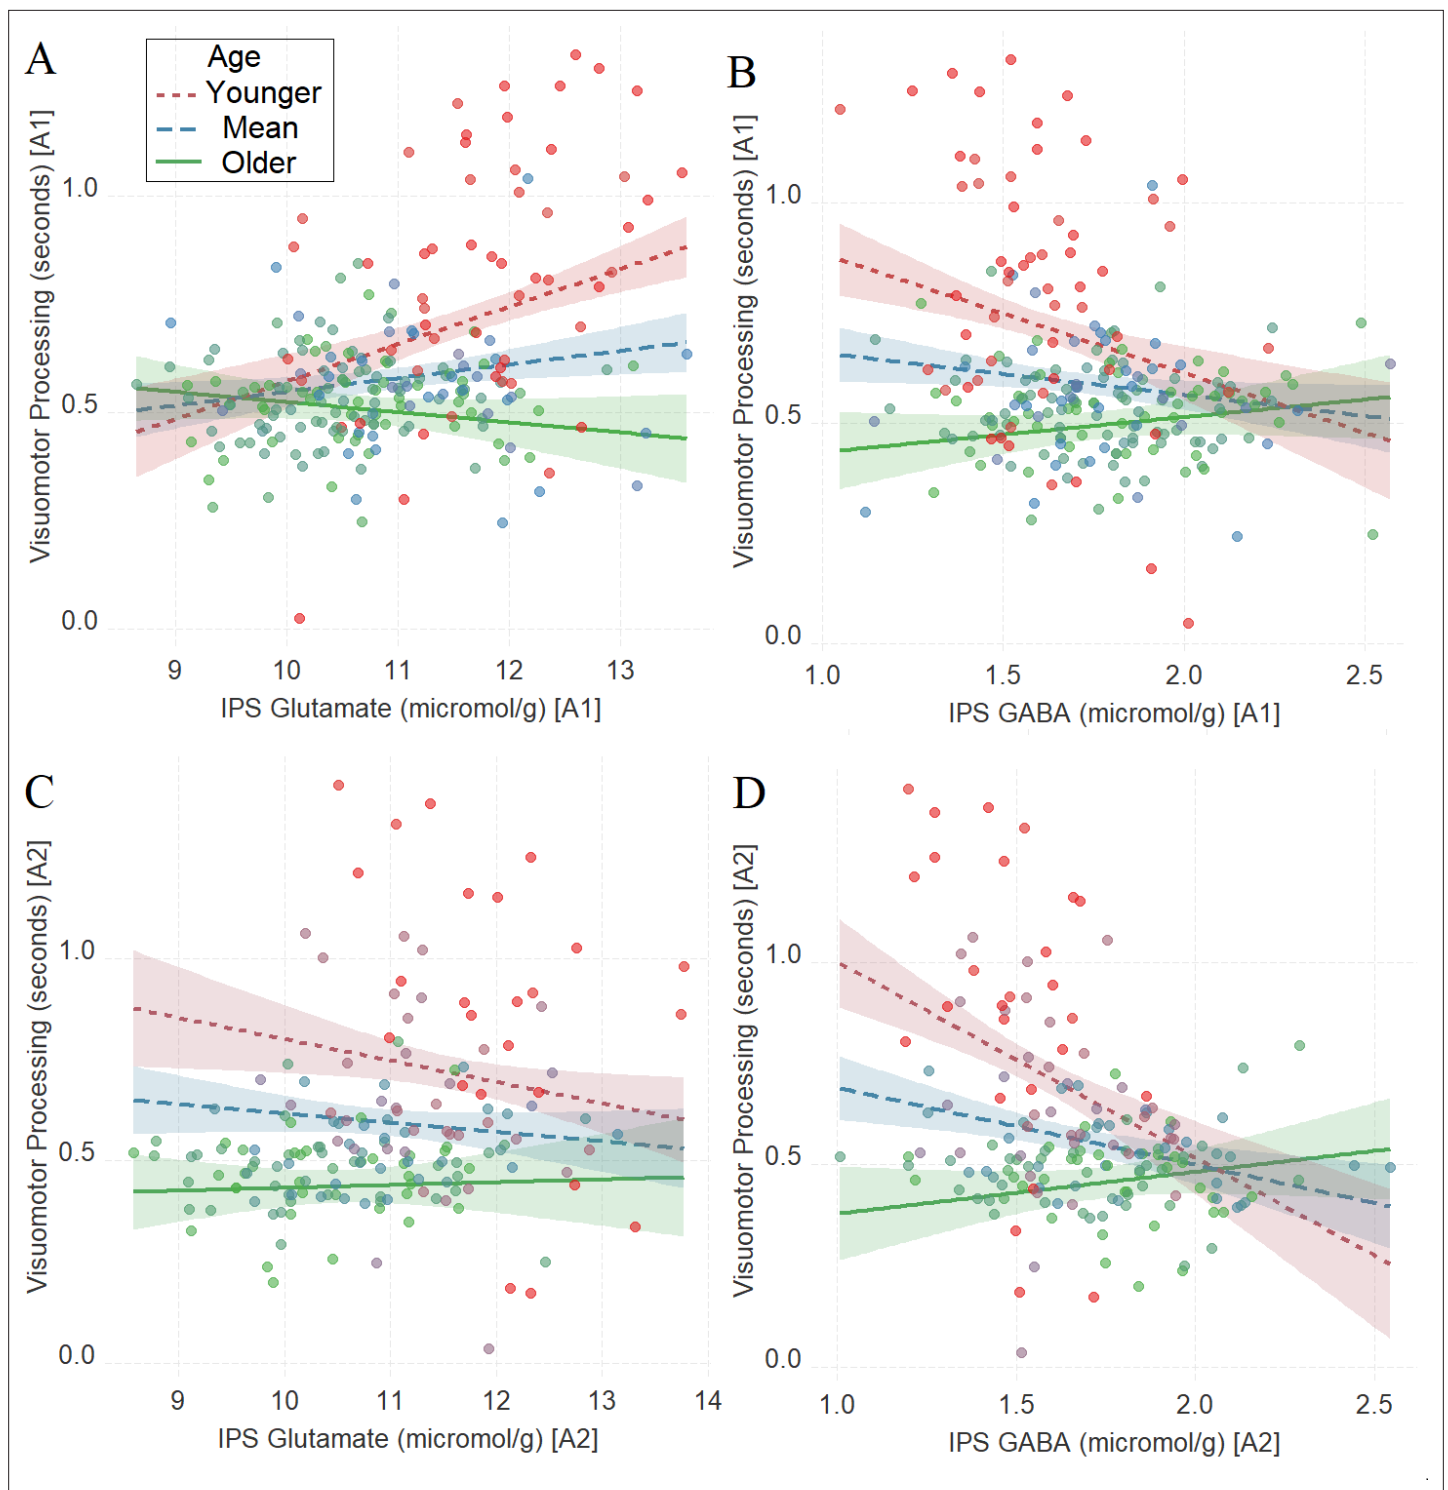 A
Age
Younger
Mean
Older
Visuomotor Processing (seconds) [A1]
1.0
0.5
0.0
9 10 11 12 13
IPS Glutamate (micromol/g) [A1]
B
Visuomotor Processing (seconds) [A1]
1.0
0.5
0.0
1.0 1.5 2.0 2.5
IPS GABA (micromol/g) [A1]
C
Visuomotor Processing (seconds) [A2]
1.0
0.5
0.0
9 10 11 12 13 14
IPS Glutamate (micromol/g) [A2]
D
Visuomotor Processing (seconds) [A2]
1.0
0.5
0.0
1.0 1.5 2.0 2.5
IPS GABA (micromol/g) [A2]